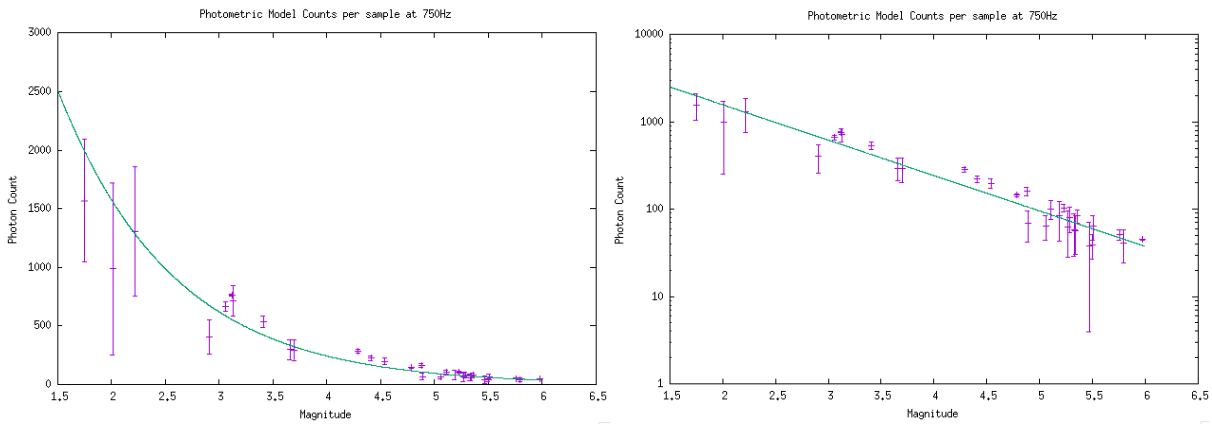 Photometric Model Counts per sample at 750Hz
3000
2500
2000
1500
1000
500
0
Photon Count
1.5 2 2.5 3 3.5 4 4.5 5 5.5 6 6.5
Magnitude
Photometric Model Counts per sample at 750Hz
10000
1000
100
10
1
Photon Count
1.5 2 2.5 3 3.5 4 4.5 5 5.5 6 6.5
Magnitude